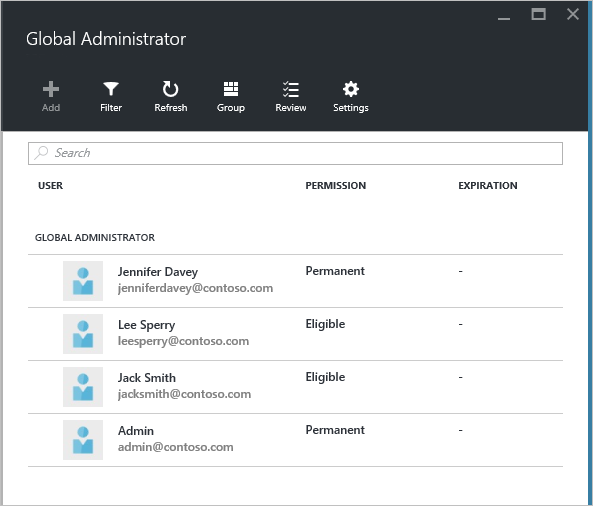 Global Administrator
Add Filter Refresh Group Review Settings
Search
USER PERMISSION EXPIRATION
GLOBAL ADMINISTRATOR
Jennifer Davey Permanent -
jenniferdavey@contoso.com
Lee Sperry Eligible -
leesperry@contoso.com
Jack Smith Eligible -
jacksmith@contoso.com
Admin Permanent -
admin@contoso.com